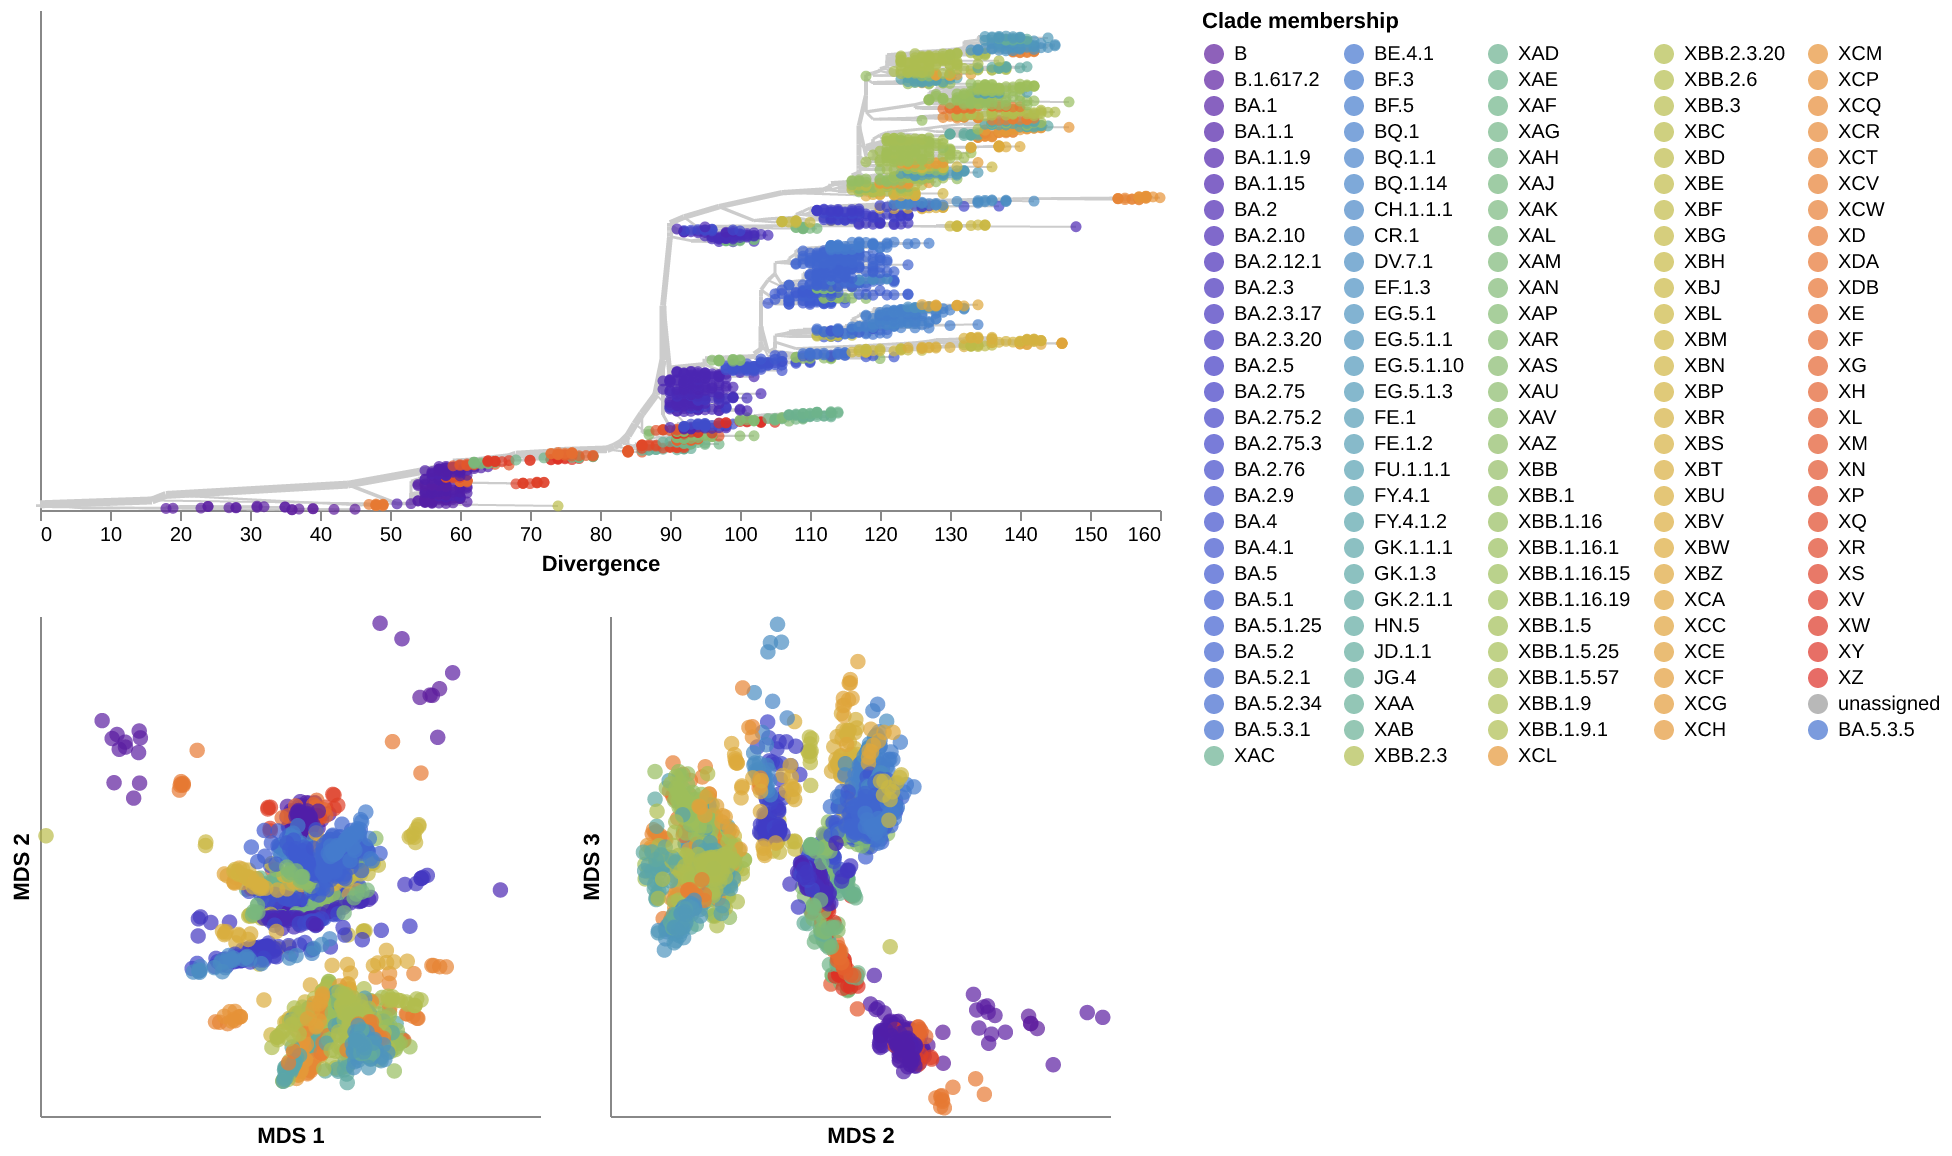 0 10 20 30 40 50 60 70 80 90 100 110 120 130 140 150 160
Divergence
MDS 2
MDS 1
MDS 3
MDS 2
Clade membership
B
B.1.617.2
BA.1
BA.1.1
BA.1.1.9
BA.1.15
BA.2
BA.2.10
BA.2.12.1
BA.2.3
BA.2.3.17
BA.2.3.20
BA.2.5
BA.2.75
BA.2.75.2
BA.2.75.3
BA.2.76
BA.2.9
BA.4
BA.4.1
BA.5
BA.5.1
BA.5.1.25
BA.5.2
BA.5.2.1
BA.5.2.34
BA.5.3.1
XAC
BE.4.1
BF.3
BF.5
BQ.1
BQ.1.1
BQ.1.14
CH.1.1.1
CR.1
DV.7.1
EF.1.3
EG.5.1
EG.5.1.1
EG.5.1.10
EG.5.1.3
FE.1
FE.1.2
FU.1.1.1
FY.4.1
FY.4.1.2
GK.1.1.1
GK.1.3
GK.2.1.1
HN.5
JD.1.1
JG.4
XAA
XAB
XBB.2.3
XAD
XAE
XAF
XAG
XAH
XAJ
XAK
XAL
XAM
XAN
XAP
XAR
XAS
XAU
XAV
XAZ
XBB
XBB.1
XBB.1.16
XBB.1.16.1
XBB.1.16.15
XBB.1.16.19
XBB.1.5
XBB.1.5.25
XBB.1.5.57
XBB.1.9
XBB.1.9.1
XCL
XBB.2.3.20
XBB.2.6
XBB.3
XBC
XBD
XBE
XBF
XBG
XBH
XBJ
XBL
XBM
XBN
XBP
XBR
XBS
XBT
XBU
XBV
XBW
XBZ
XCA
XCC
XCE
XCF
XCG
XCH
XCM
XCP
XCQ
XCR
XCT
XCV
XCW
XD
XDA
XDB
XE
XF
XG
XH
XL
XM
XN
XP
XQ
XR
XS
XV
XW
XY
XZ
unassigned
BA.5.3.5